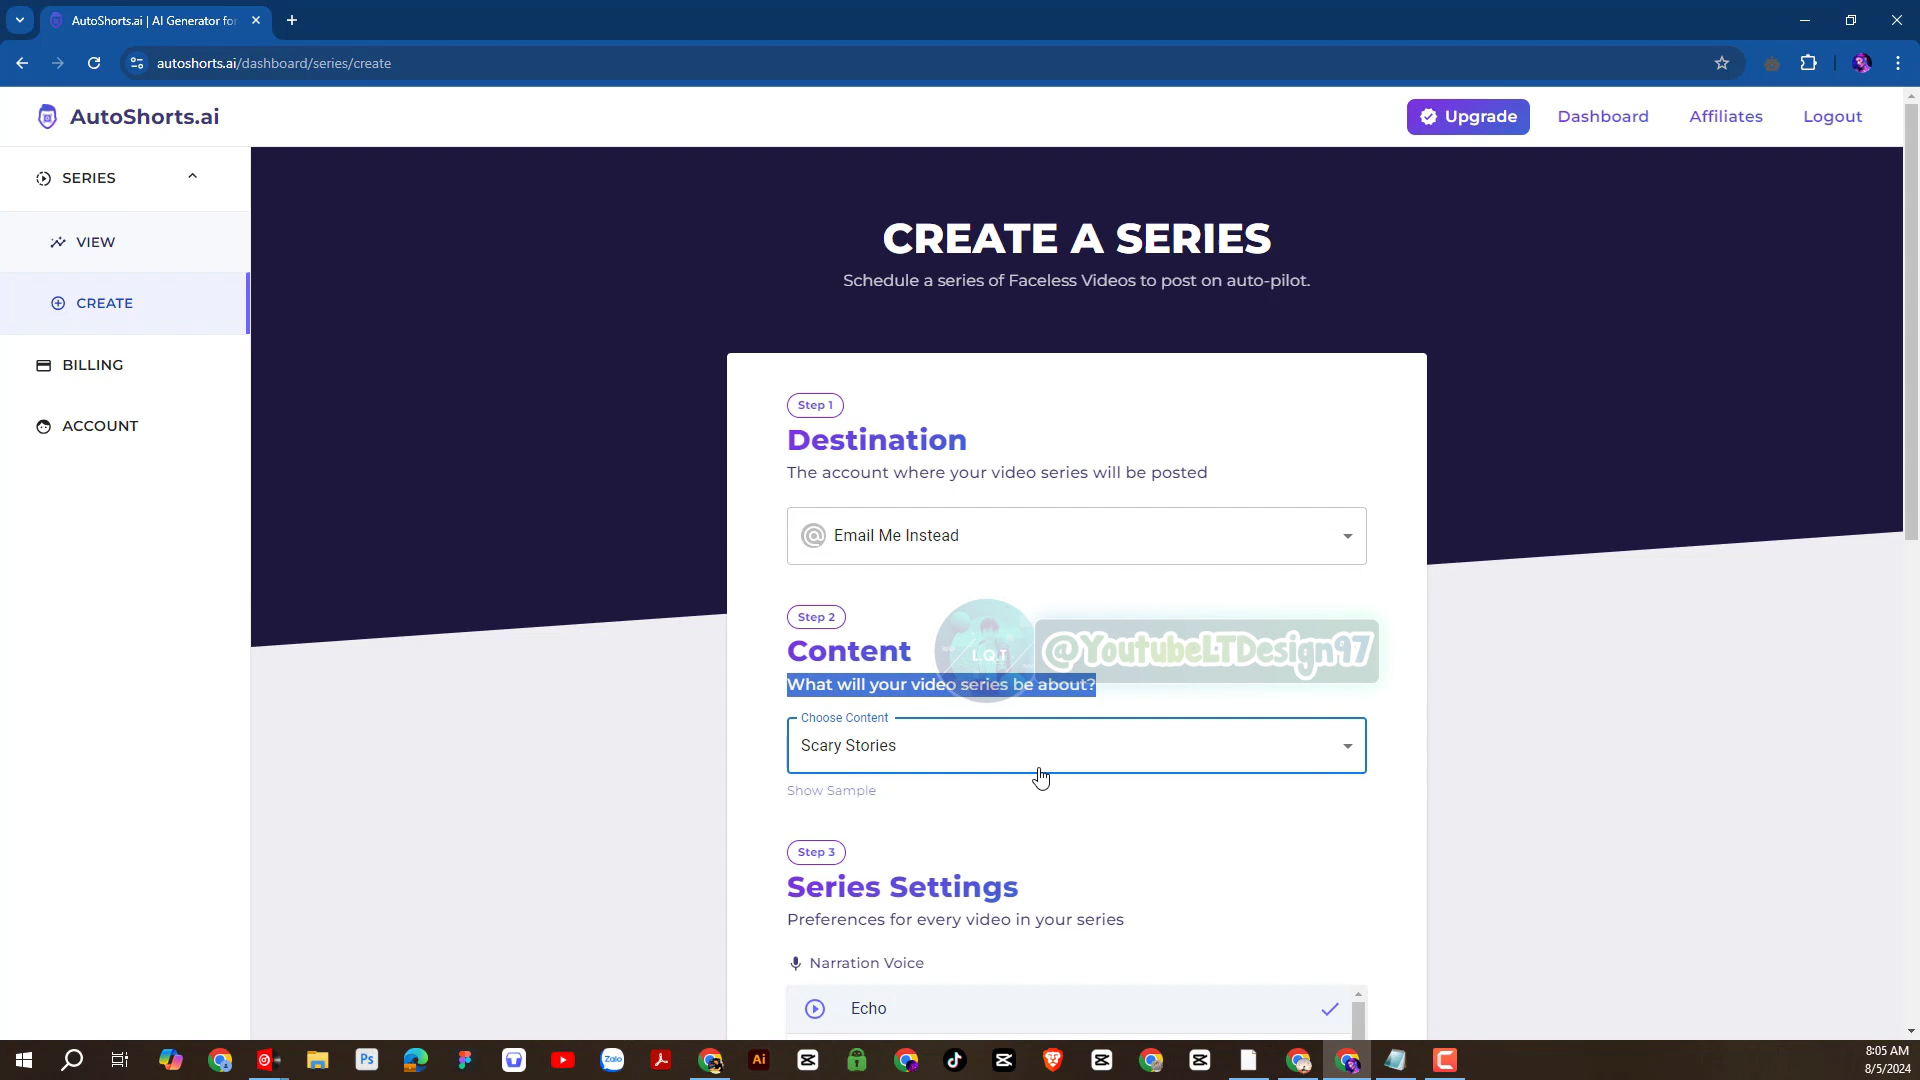 AutoShorts.ai | AI Generator for
autoshorts.ai/dashboard/series/create
AutoShorts.ai
Upgrade
Dashboard
Affiliates
Logout
SERIES
VIEW
CREATE
BILLING
ACCOUNT
CREATE A SERIES
Schedule a series of Faceless Videos to post on auto-pilot.
Step 1
Destination
The account where your video series will be posted
Email Me Instead
Step 2
Content
L.Q.T
@YoutubeLTDesign97
What will your video series be about?
Choose Content
Scary Stories
Show Sample
Step 3
Series Settings
Preferences for every video in your series
Narration Voice
Echo
Ps
Zalo
Ai
8:05 AM
8/5/2024